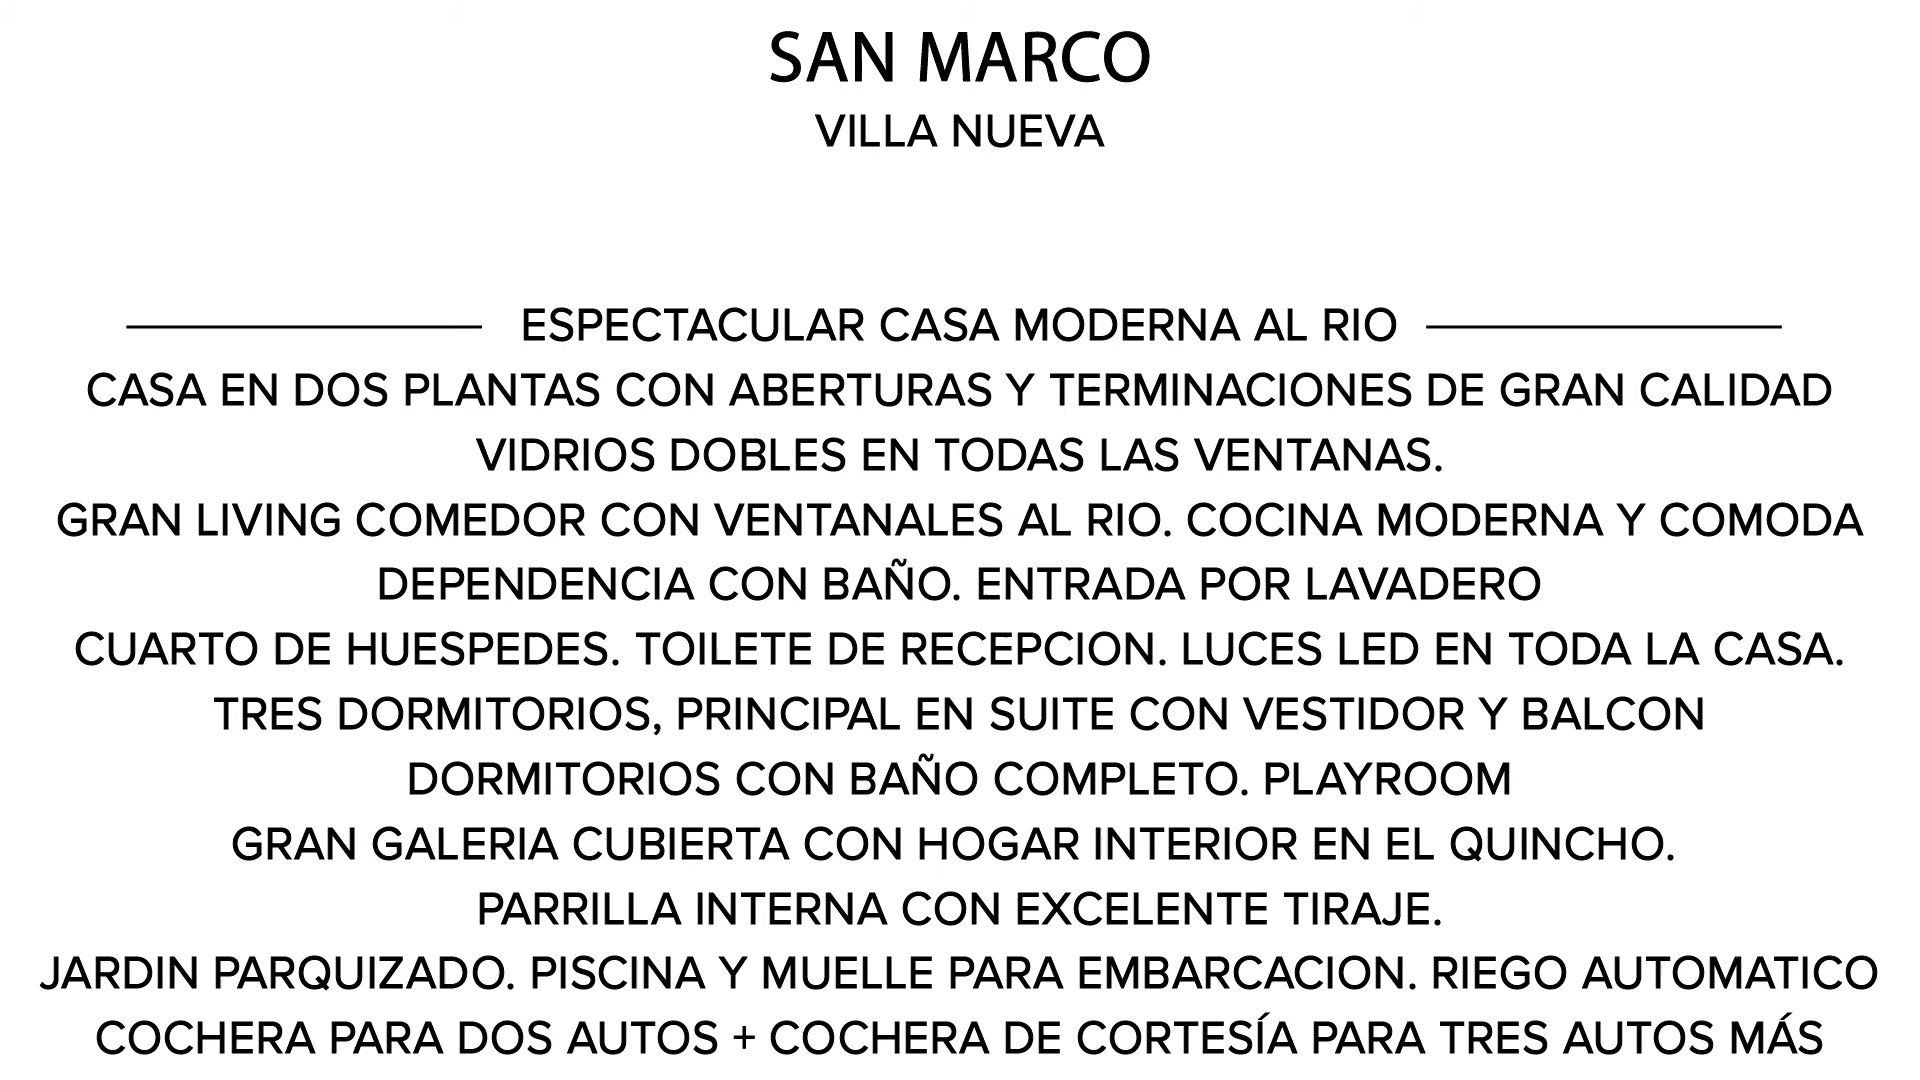 SAN MARCO
VILLA NUEVA
ESPECTACULAR CASA MODERNA AL RIO
CASA EN DOS PLANTAS CON ABERTURAS Y TERMINACIONES DE GRAN CALIDAD
VIDRIOS DOBLES EN TODAS LAS VENTANAS.
GRAN LIVING COMEDOR CON VENTANALES AL RIO. COCINA MODERNA Y COMODA
DEPENDENCIA CON BAÑO. ENTRADA POR LAVADERO
CUARTO DE HUESPEDES. TOILETE DE RECEPCION. LUCES LED EN TODA LA CASA.
TRES DORMITORIOS, PRINCIPAL EN SUITE CON VESTIDOR Y BALCON
DORMITORIOS CON BAÑO COMPLETO. PLAYROOM
GRAN GALERIA CUBIERTA CON HOGAR INTERIOR EN EL QUINCHO.
PARRILLA INTERNA CON EXCELENTE TIRAJE.
JARDIN PARQUIZADO. PISCINA Y MUELLE PARA EMBARCACION. RIEGO AUTOMATICO
COCHERA PARA DOS AUTOS + COCHERA DE CORTESÍA PARA TRES AUTOS MÁS